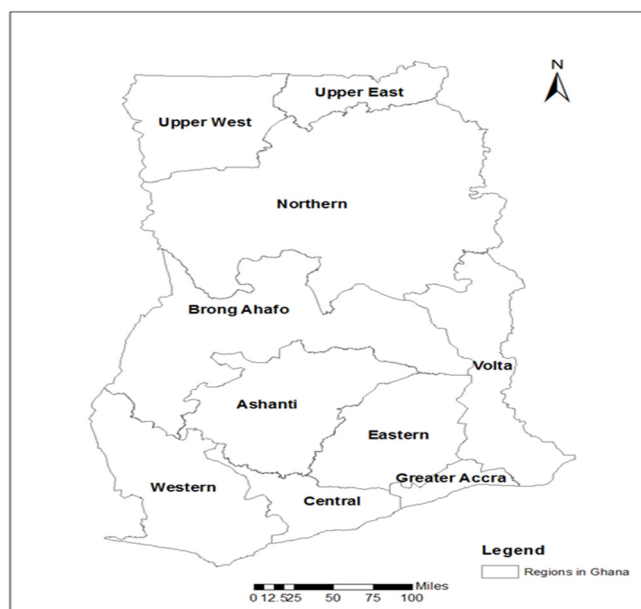 N
Upper East
Upper West
Northern
Brong Ahafo
Volta
Ashanti
Eastern
Greater Accra
Western
Central
Legend
Regions in Ghana
Miles
0 12.525 50 75 100